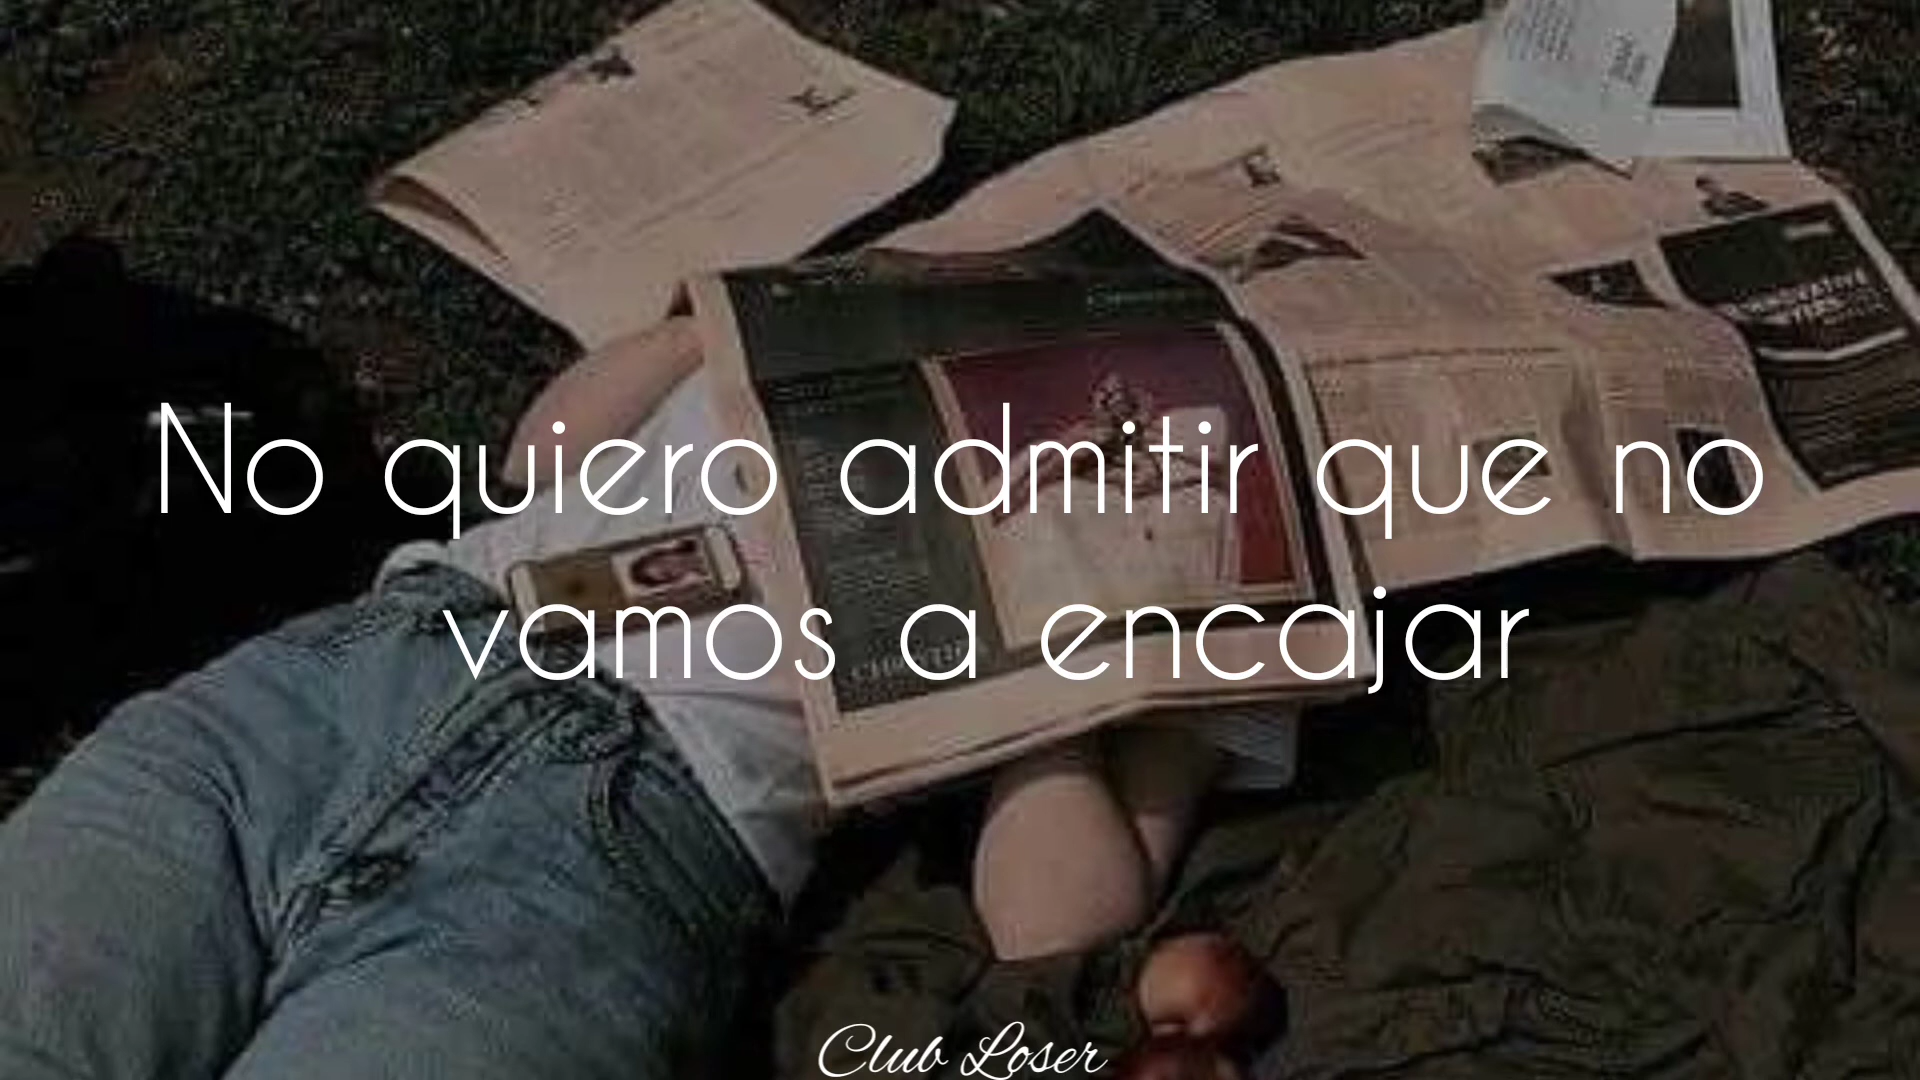 No quiero admitir que no
vamos a encajar
Club Loser